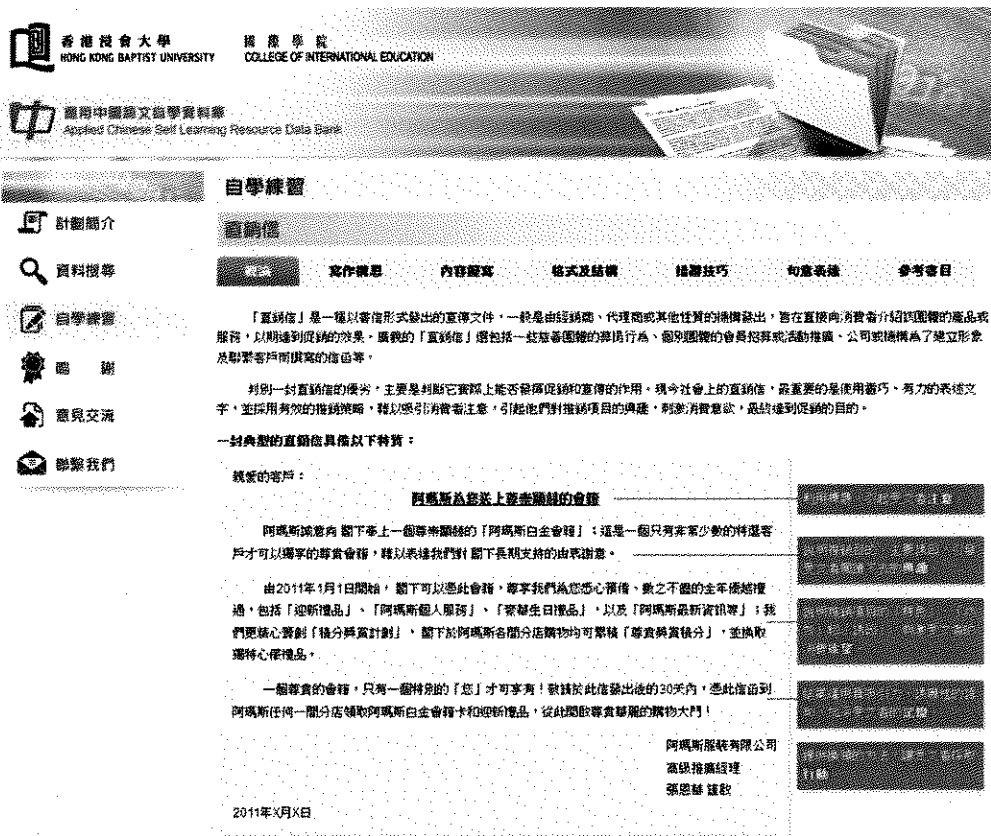 香港浸會大學 國際學院
HONG KONG BAPTIST UNIVERSITY COLLEGE OF INTERNATIONAL EDUCATION
應用中國語文自學資料庫
Applied Chinese Self Learning Resource Data Bank
自學練習
計劃簡介
直銷信
資料搜尋
概論 寫作構思 內容撰寫 格式及結構 措辭技巧 句意表達 參考書目
自學練習
「直銷信」是一種以書信形式發出的宣傳文件,一般是由經銷商、代理商或其他性質的機構發出,旨在直接向消費者介紹該團體的產品或
服務,以期達到促銷的效果。廣義的「直銷信」還包括一些慈善團體的募捐行為、個別團體的會員招募或活動推廣、公司或機構為了建立形象
及聯繫客戶而撰寫的信函等。
鳴 謝
判別一封直銷信的優劣,主要是判斷它實際上能否發揮促銷和宣傳的作用。現今社會上的直銷信,最重要的是使用靈巧、有力的表述文
字,並採用有效的推銷策略,藉以吸引消費者注意,引起他們對推銷項目的興趣,刺激消費意欲,最終達到促銷的目的。
意見交流
一封典型的直銷信具備以下特質:
聯繫我們
親愛的客戶:
阿瑪斯為您送上尊崇顯赫的會籍
阿瑪斯誠意向 閣下奉上一個尊崇顯赫的「阿瑪斯白金會籍」;這是一個只有非常少數的特選客
戶才可以獨享的尊貴會籍,藉以表達我們對 閣下長期支持的由衷謝意。
由2011年1月1日開始, 閣下可以憑此會籍,尊享我們為您悉心預備、數之不盡的全年優越禮
遇,包括「迎新禮品」、「阿瑪斯個人服務」、「豪華生日禮品」,以及「阿瑪斯最新資訊等」;我
們更精心籌劃「積分獎賞計劃」, 閣下於阿瑪斯各間分店購物均可累積「尊貴獎賞積分」,並換取
獨特心儀禮品。
一個尊貴的會籍,只有一個特別的「您」才可享有!敬請於此信發出後的30天內,憑此信函到
阿瑪斯任何一間分店領取阿瑪斯白金會籍卡和迎新禮品,從此開啟尊貴華麗的購物大門!
阿瑪斯服裝有限公司
高級推廣經理
張恩赫 謹啟
2011年X月X日